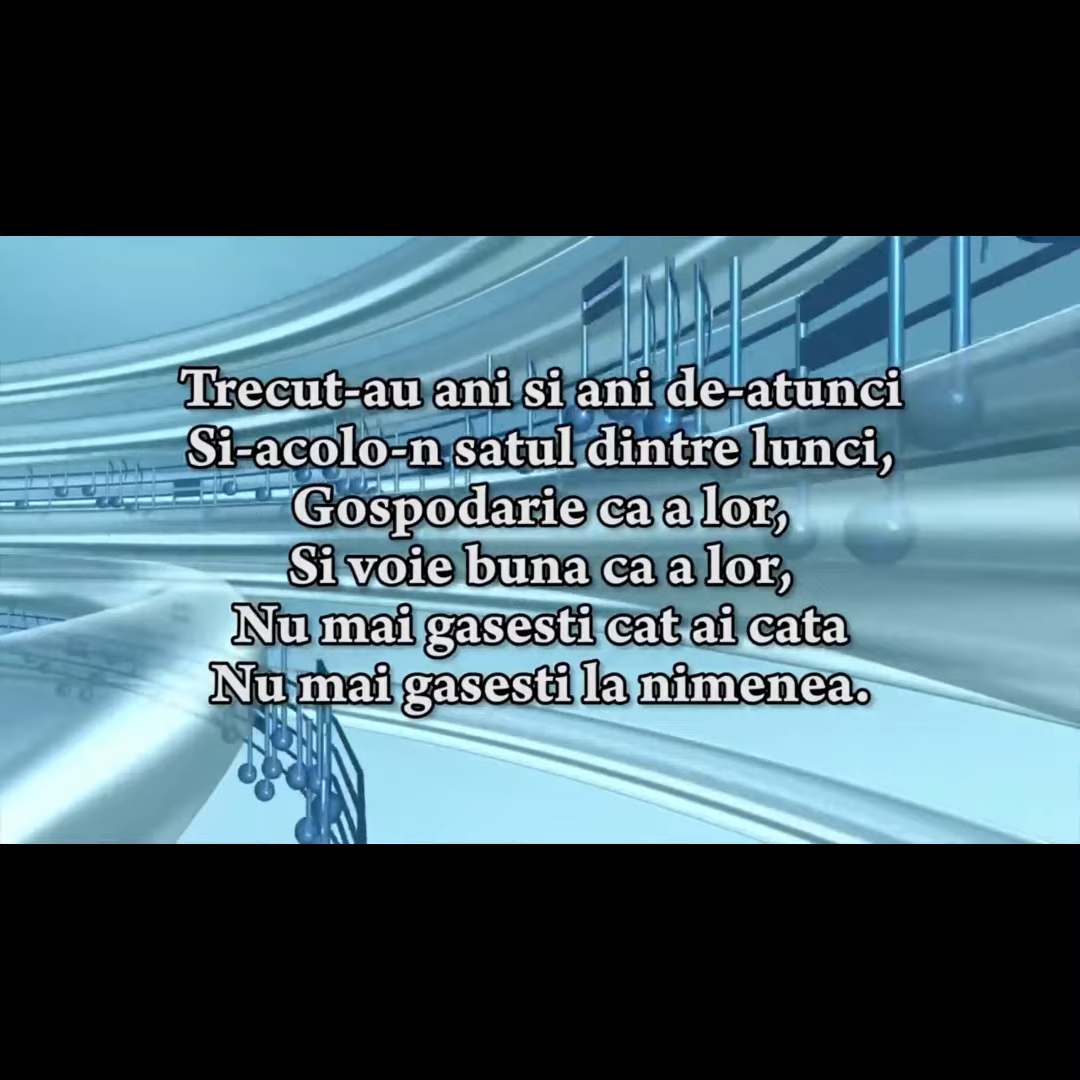 Trecut-au ani si ani de-atunci
Si-acolo-n satul dintre lunci,
Gospodarie ca a lor,
Si voie buna ca a lor,
Nu mai gasesti cat ai cata
Nu mai gasesti la nimenea.